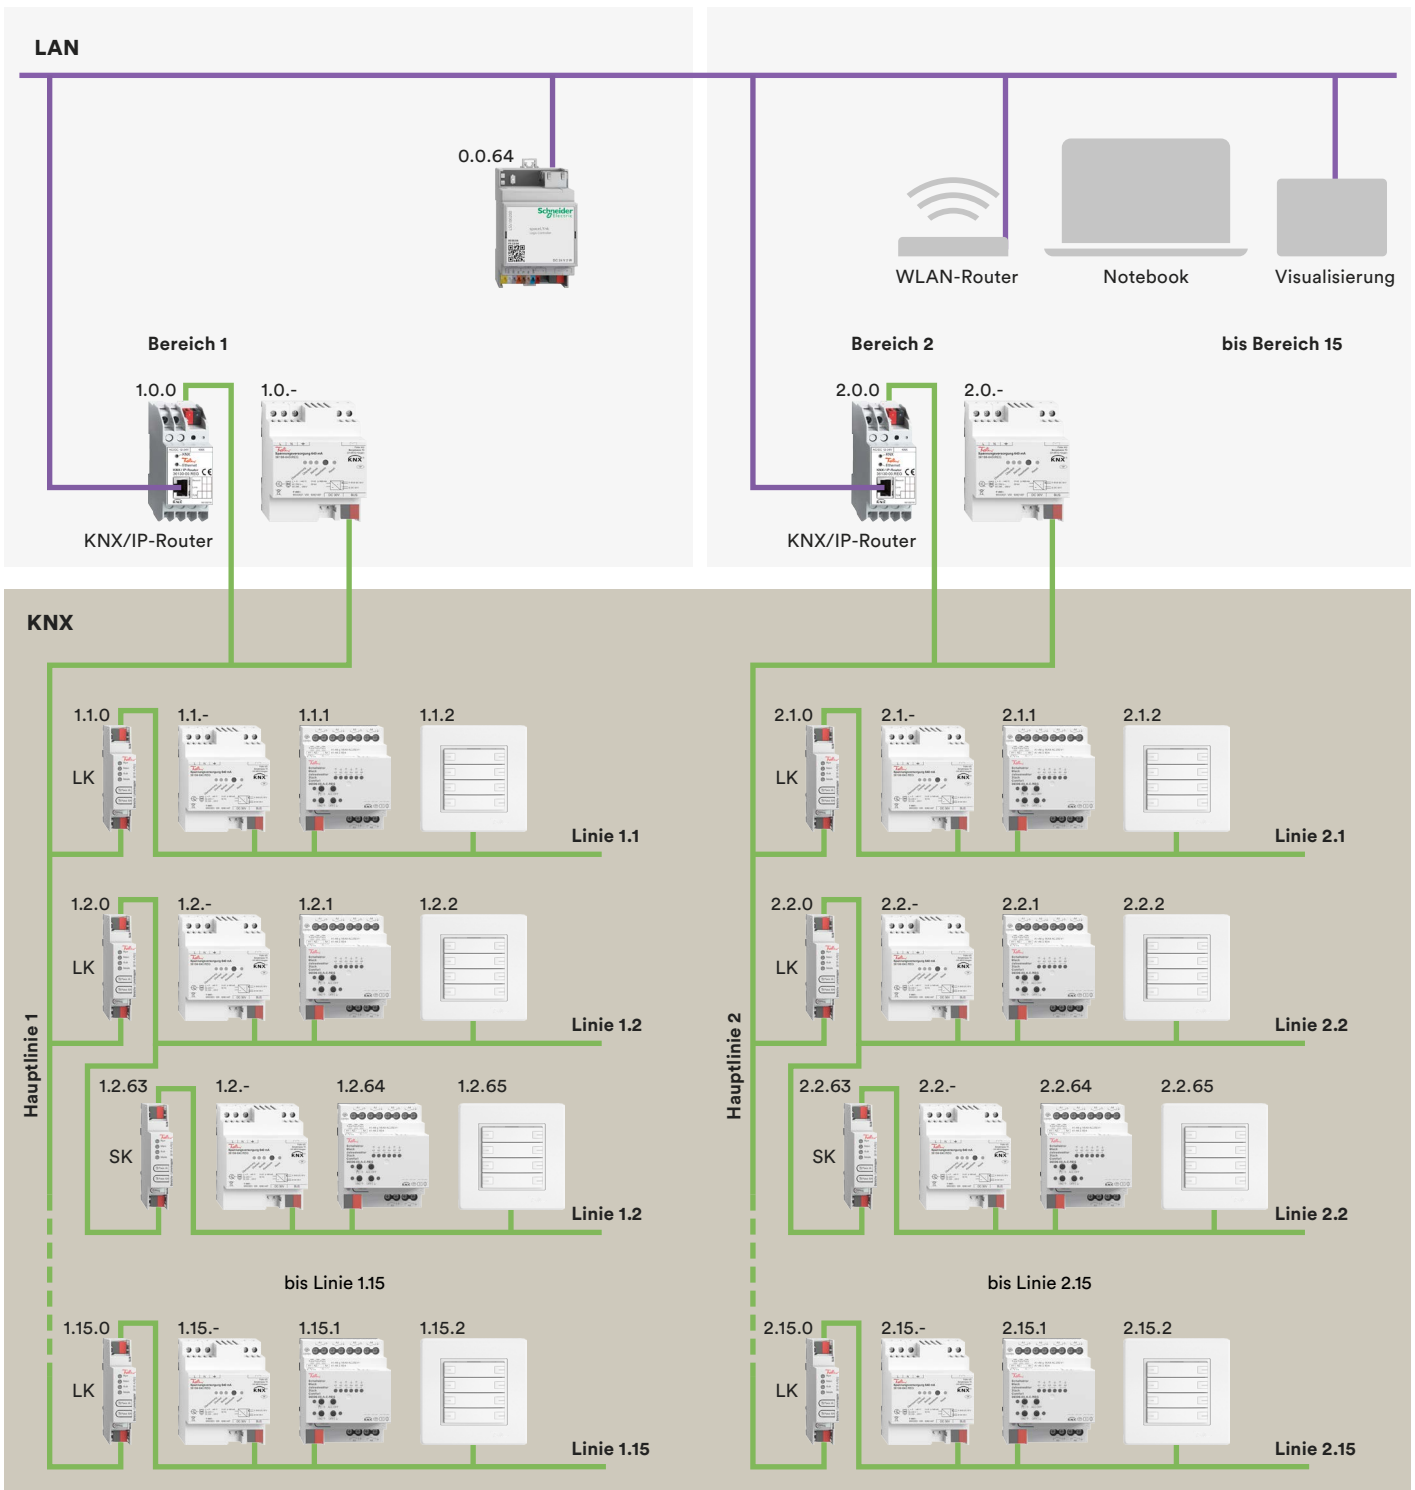 LAN
0.0.64
Schneider
Electric
WLAN-Router
Notebook
Visualisierung
Bereich 1
Bereich 2
bis Bereich 15
1.0.0
1.0.-
2.0.0
2.0.-
KNX/IP-Router
KNX/IP-Router
KNX
1.1.0
1.1.-
1.1.1
1.1.2
2.1.0
2.1.-
2.1.1
2.1.2
LK
LK
Linie 1.1
Linie 2.1
1.2.0
1.2.-
1.2.1
1.2.2
2.2.0
2.2.-
2.2.1
2.2.2
LK
LK
Linie 1.2
Linie 2.2
Hauptlinie 1
Hauptlinie 2
1.2.63
1.2.-
1.2.64
1.2.65
2.2.63
2.2.-
2.2.64
2.2.65
SK
SK
Linie 1.2
Linie 2.2
bis Linie 1.15
bis Linie 2.15
1.15.0
1.15.-
1.15.1
1.15.2
2.15.0
2.15.-
2.15.1
2.15.2
LK
LK
Linie 1.15
Linie 2.15